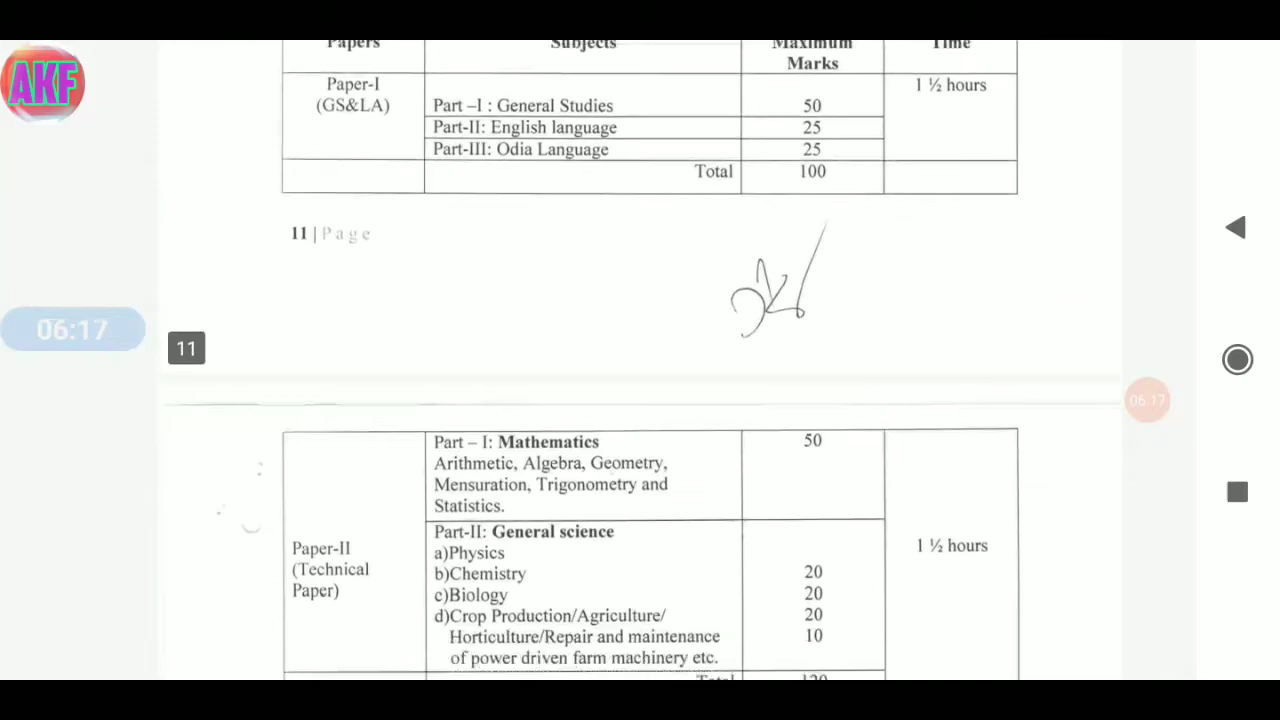 AKF
Papers Subjects Maximum Marks Time
Paper-I
(GS&LA)
1 ½ hours
Part –I : General Studies 50
Part-II: English language 25
Part-III: Odia Language 25
Total 100
11 | Page
06:17
11
06:17
Part – I: Mathematics 50
Arithmetic, Algebra, Geometry,
Mensuration, Trigonometry and
Statistics.
Part-II: General science
Paper-II
(Technical
Paper)
a)Physics
b)Chemistry 20
c)Biology 20
d)Crop Production/Agriculture/ 20
Horticulture/Repair and maintenance 10
of power driven farm machinery etc.
1 ½ hours
Total 120